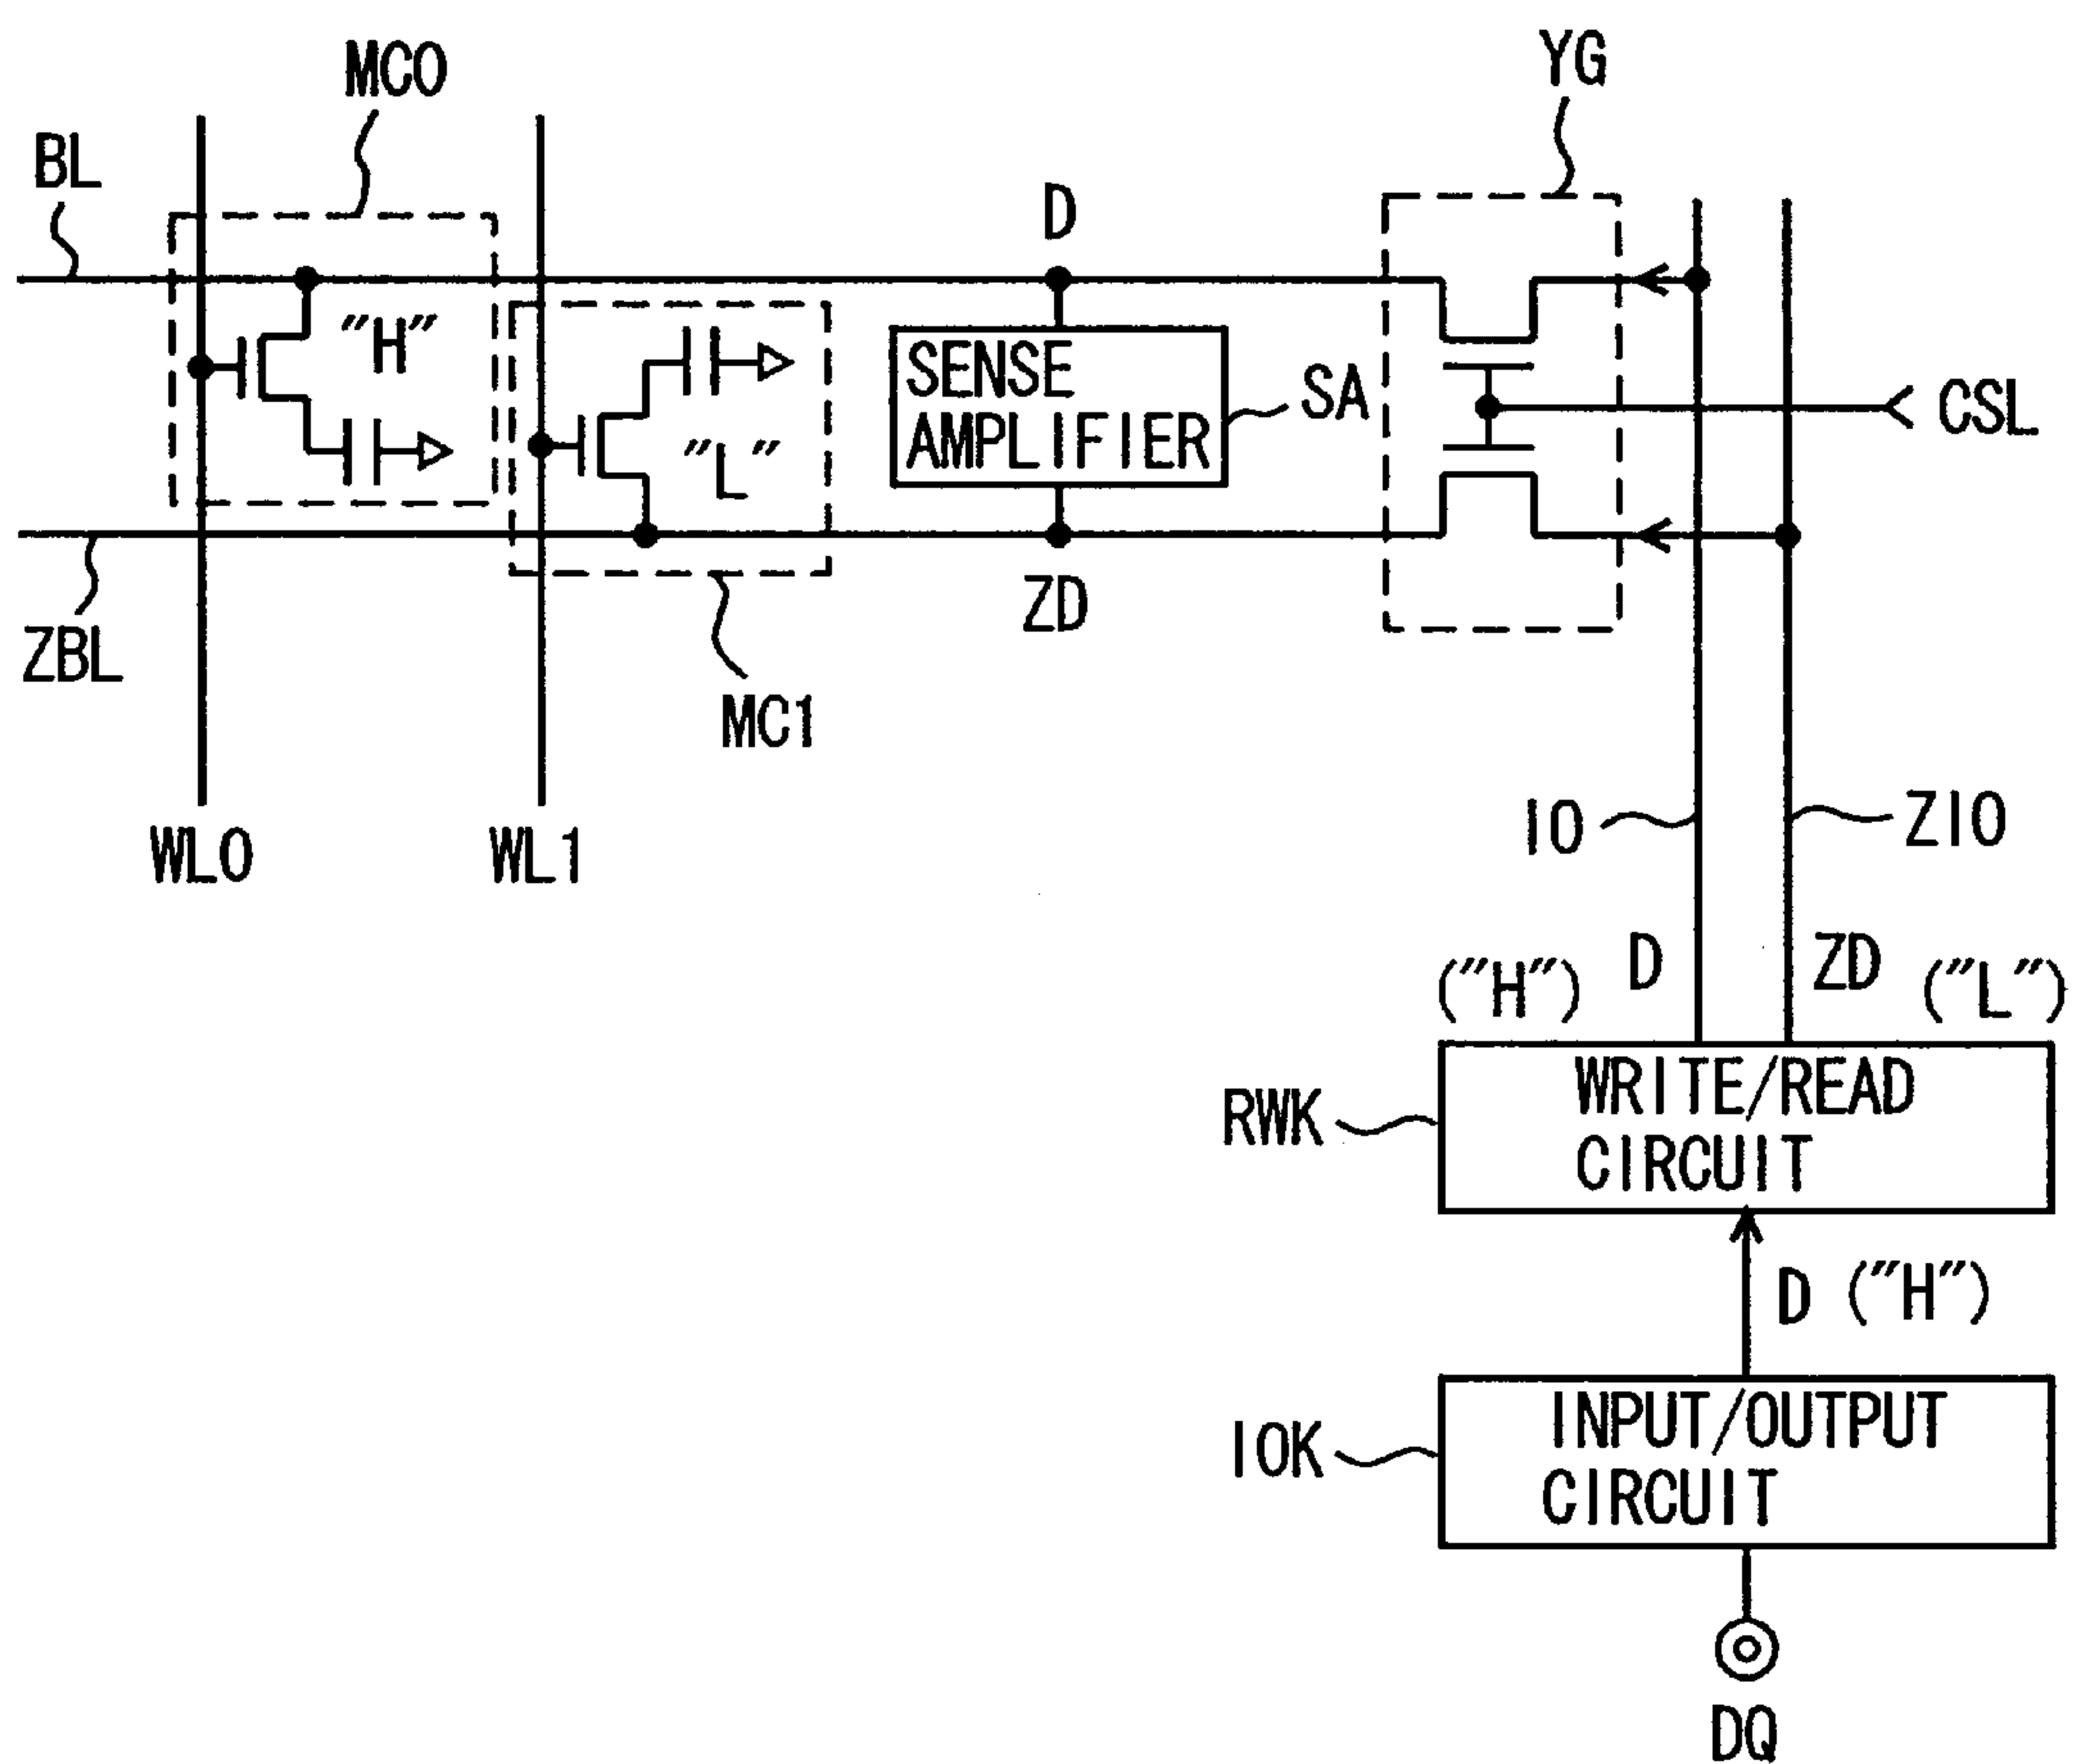 MC0
YG
BL
D
"H"
SENSE
AMPLIFIER
SA
CSL
"L"
ZD
ZBL
MC1
IO
ZIO
WL0
WL1
("H") D
ZD ("L")
RWK
WRITE/READ
CIRCUIT
D ("H")
IOK
INPUT/OUTPUT
CIRCUIT
DQ